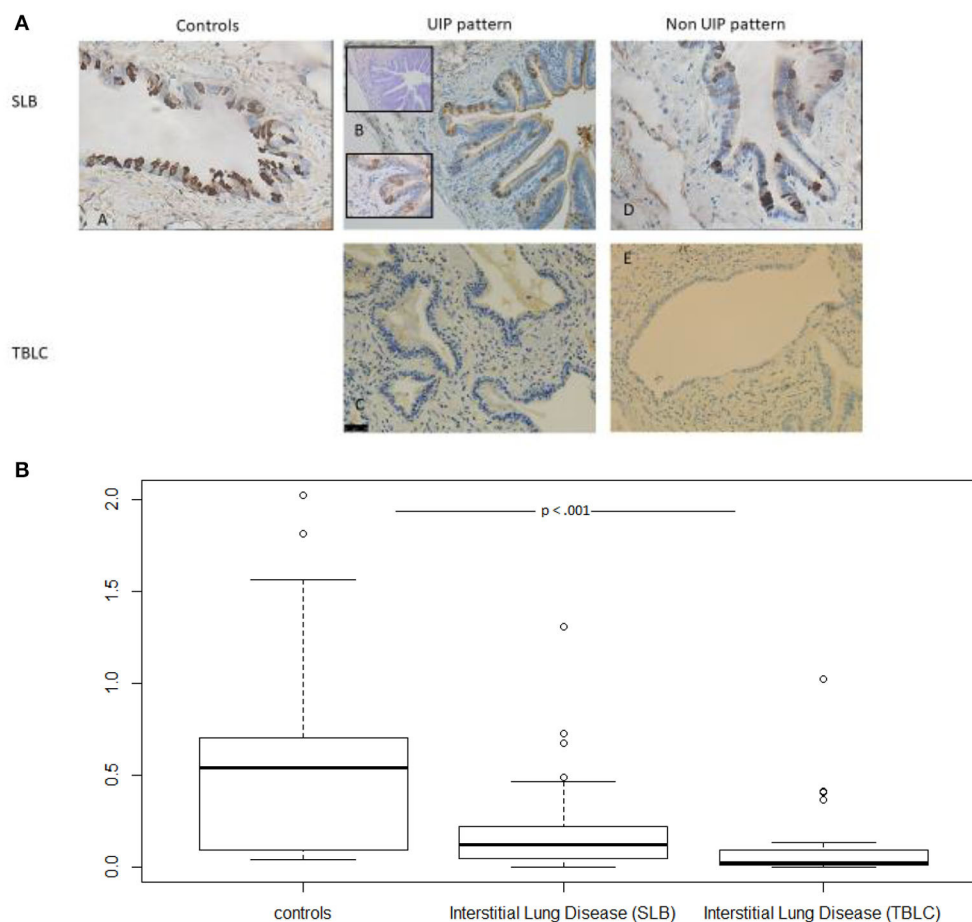 A
Controls
UIP pattern
Non UIP pattern
SLB
A
B
D
TBLC
C
E
B
p < .001
2.0
1.5
1.0
0.5
0.0
controls
Interstitial Lung Disease (SLB)
Interstitial Lung Disease (TBLC)